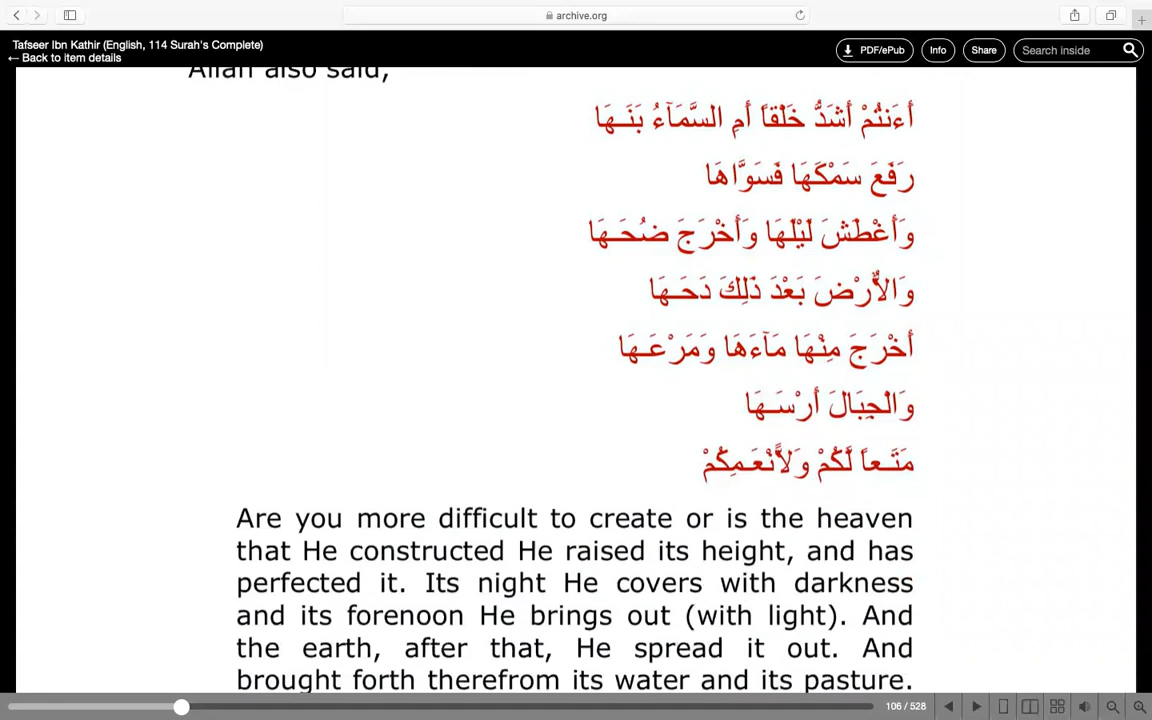 archive.org
Tafseer Ibn Kathir (English, 114 Surah's Complete)
← Back to item details
PDF/ePub
Info
Share
Search inside
Allah also said,
أَءَنتُمْ أَشَدُّ خَلْقاً أَمِ السَّمَآءُ بَنَـهَا
رَفَعَ سَمْكَهَا فَسَوَّاهَا
وَأَغْطَشَ لَيْلَهَا وَأَخْرَجَ ضُحَـهَا
وَالاٌّرْضَ بَعْدَ ذَلِكَ دَحَـهَا
أَخْرَجَ مِنْهَا مَآءَهَا وَمَرْعَـهَا
وَالْجِبَالَ أَرْسَـهَا
مَتَـعاً لَّكُمْ وَلاًّنْعَـمِكُمْ
Are you more difficult to create or is the heaven
that He constructed He raised its height, and has
perfected it. Its night He covers with darkness
and its forenoon He brings out (with light). And
the earth, after that, He spread it out. And
brought forth therefrom its water and its pasture.
106 / 528